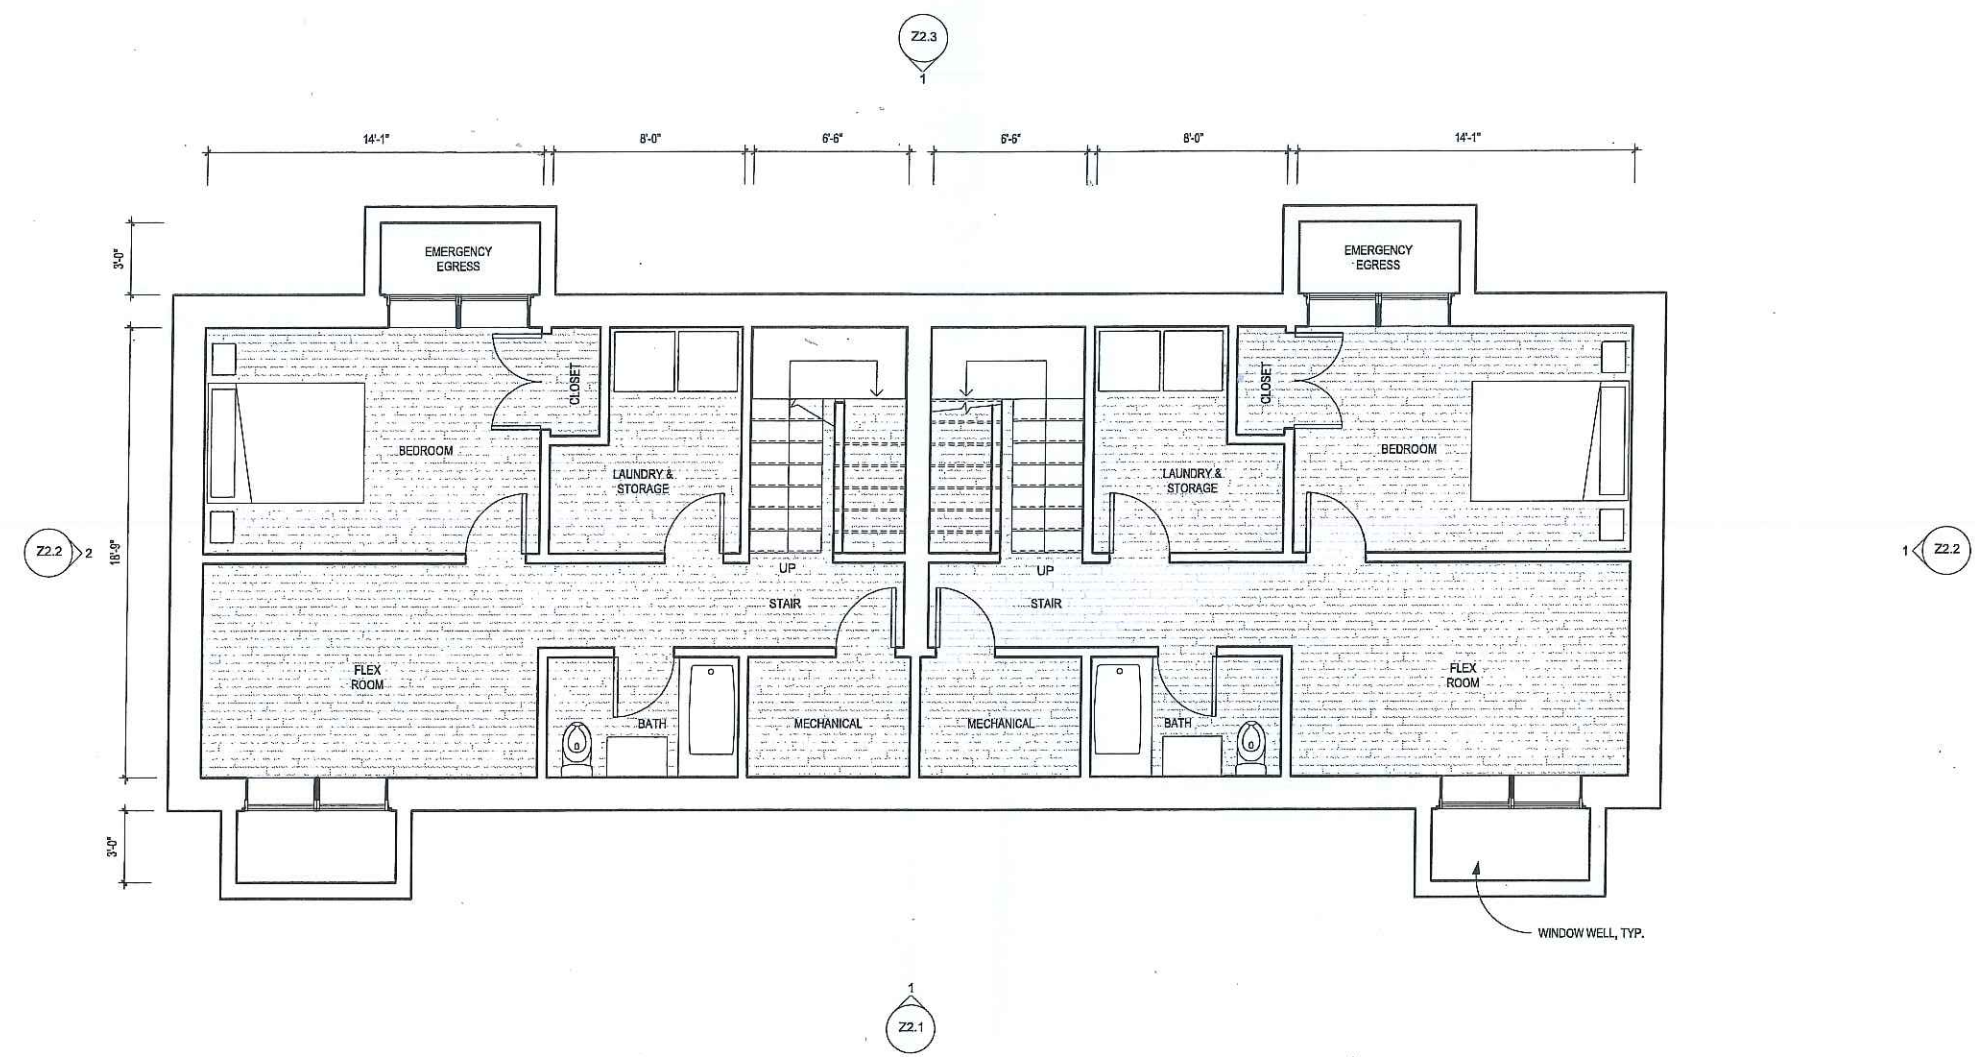 Z2.3
1
14'-1"
8'-0"
6'-6"
6'-6"
8'-0"
14'-1"
3'-0"
EMERGENCY
EGRESS
EMERGENCY
EGRESS
CLOSET
CLOSET
BEDROOM
LAUNDRY &
STORAGE
LAUNDRY &
STORAGE
BEDROOM
Z2.2
2
18'-9"
1
Z2.2
UP
UP
STAIR
STAIR
FLEX
ROOM
FLEX
ROOM
BATH
MECHANICAL
MECHANICAL
BATH
3'-0"
WINDOW WELL, TYP.
1
Z2.1